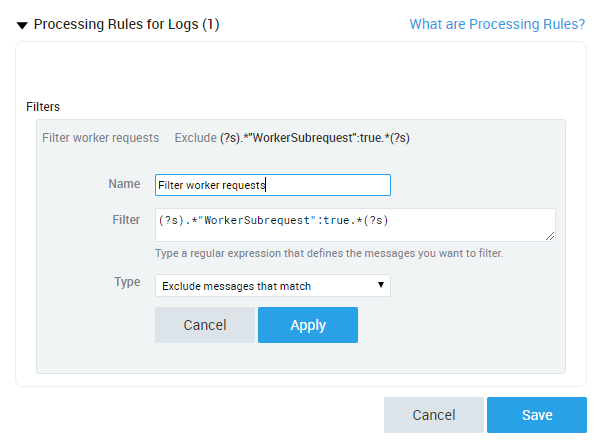 Processing Rules for Logs (1) What are Processing Rules?
Filters
Filter worker requests Exclude (?s).*"WorkerSubrequest":true.*(?s)
Name Filter worker requests
Filter (?s).*"WorkerSubrequest":true.*(?s)
Type a regular expression that defines the messages you want to filter.
Type Exclude messages that match
Cancel Apply
Cancel Save